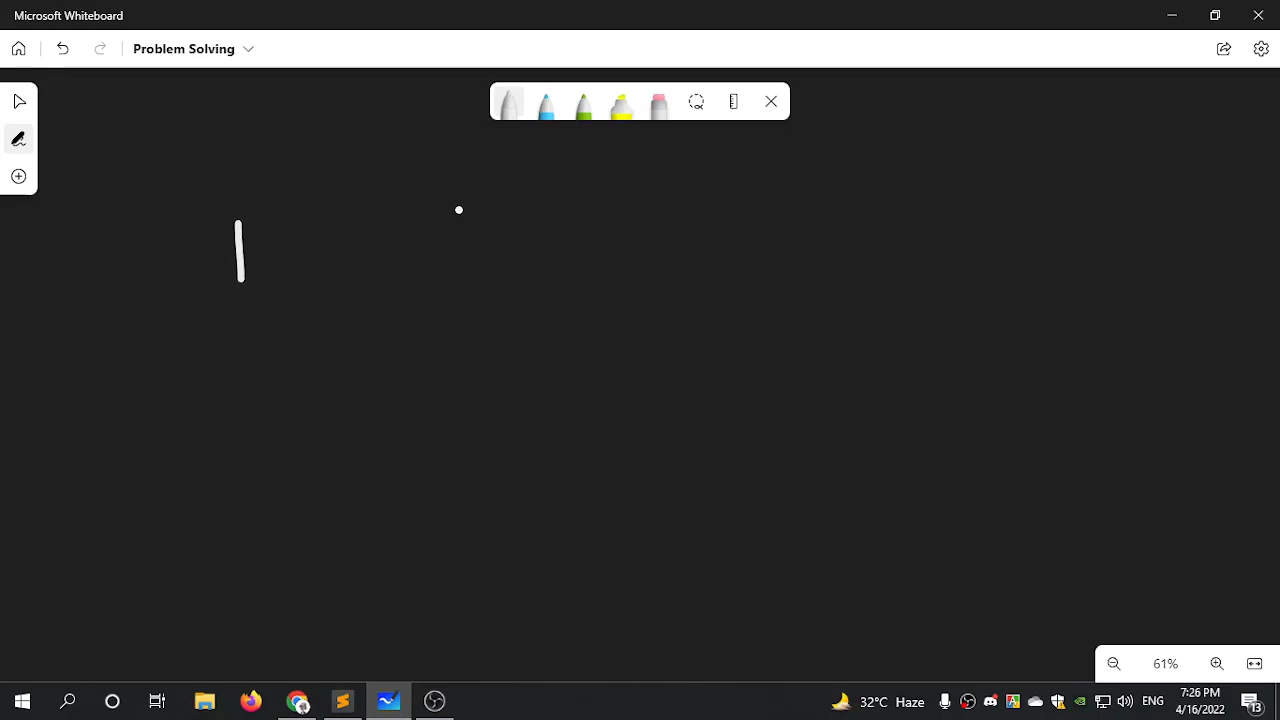 Microsoft Whiteboard
Problem Solving
61%
32°C Haze
ENG
7:26 PM
4/16/2022
13